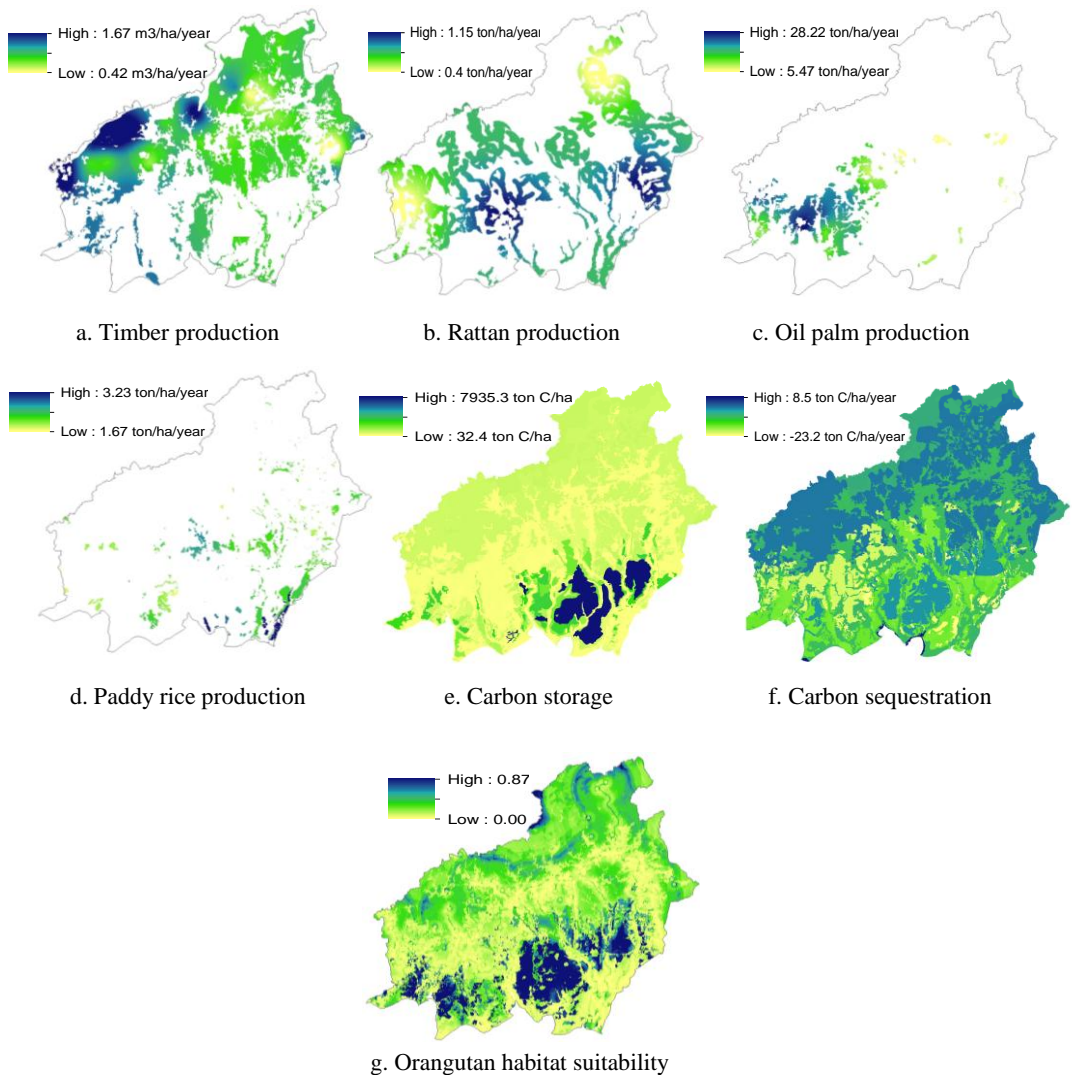 High : 1.67 m3/ha/year
Low : 0.42 m3/ha/year
High : 1.15 ton/ha/year
Low : 0.4 ton/ha/year
High : 28.22 ton/ha/year
Low : 5.47 ton/ha/year
a. Timber production
b. Rattan production
c. Oil palm production
High : 3.23 ton/ha/year
Low : 1.67 ton/ha/year
High : 7935.3 ton C/ha
Low : 32.4 ton C/ha
High : 8.5 ton C/ha/year
Low : -23.2 ton C/ha/year
d. Paddy rice production
e. Carbon storage
f. Carbon sequestration
High : 0.87
Low : 0.00
g. Orangutan habitat suitability